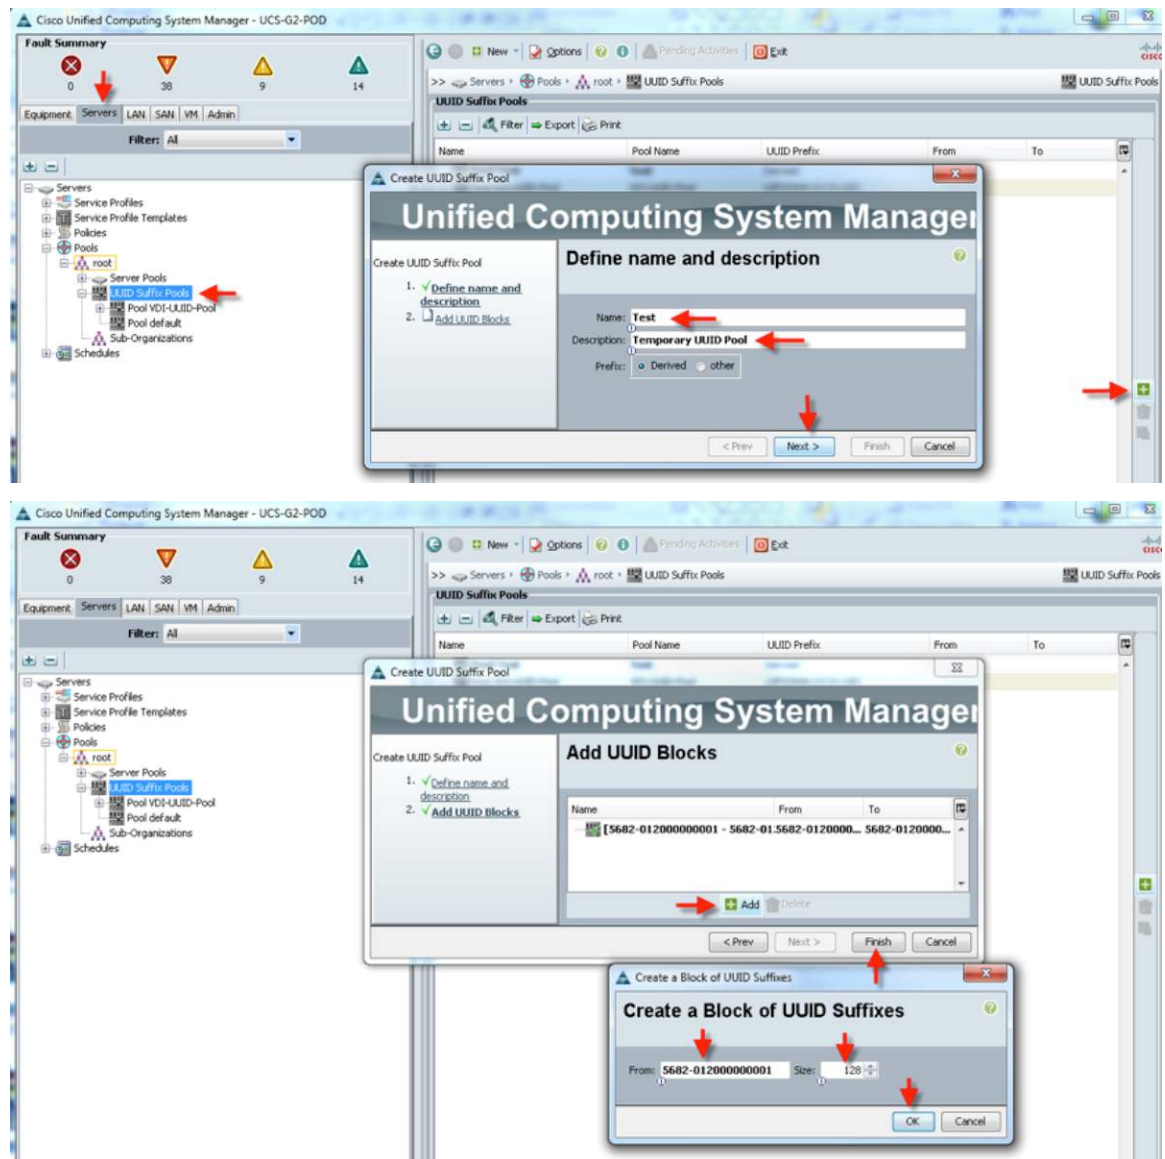 Cisco Unified Computing System Manager - UCS-G2-POD
Fault Summary
0 38 9 14
New Options Pending Activities Exit
cisco
>> Servers Pools root UUID Suffix Pools UUID Suffix Pools
Equipment Servers LAN SAN VM Admin
UUID Suffix Pools
Filter Export Print
Filter: All
Name Pool Name UUID Prefix From To
Servers
Service Profiles
Service Profile Templates
Policies
Pools
root
Server Pools
UUID Suffix Pools
Pool VDI-UUID-Pool
Pool default
Sub-Organizations
Schedules
Create UUID Suffix Pool
Unified Computing System Manager
Create UUID Suffix Pool
1. Define name and
description
2. Add UUID Blocks
Define name and description
Name: Test
Description: Temporary UUID Pool
Prefix: Derived other
< Prev Next > Finish Cancel
Cisco Unified Computing System Manager - UCS-G2-POD
Fault Summary
0 38 9 14
New Options Pending Activities Exit
cisco
>> Servers Pools root UUID Suffix Pools UUID Suffix Pools
Equipment Servers LAN SAN VM Admin
UUID Suffix Pools
Filter Export Print
Filter: All
Name Pool Name UUID Prefix From To
Servers
Service Profiles
Service Profile Templates
Policies
Pools
root
Server Pools
UUID Suffix Pools
Pool VDI-UUID-Pool
Pool default
Sub-Organizations
Schedules
Create UUID Suffix Pool
Unified Computing System Manager
Create UUID Suffix Pool
1. Define name and
description
2. Add UUID Blocks
Add UUID Blocks
Name From To
[5682-012000000001 - 5682-01 5682-0120000... 5682-0120000...
Add Delete
< Prev Next > Finish Cancel
Create a Block of UUID Suffixes
Create a Block of UUID Suffixes
From: 5682-012000000001 Size: 128
OK Cancel